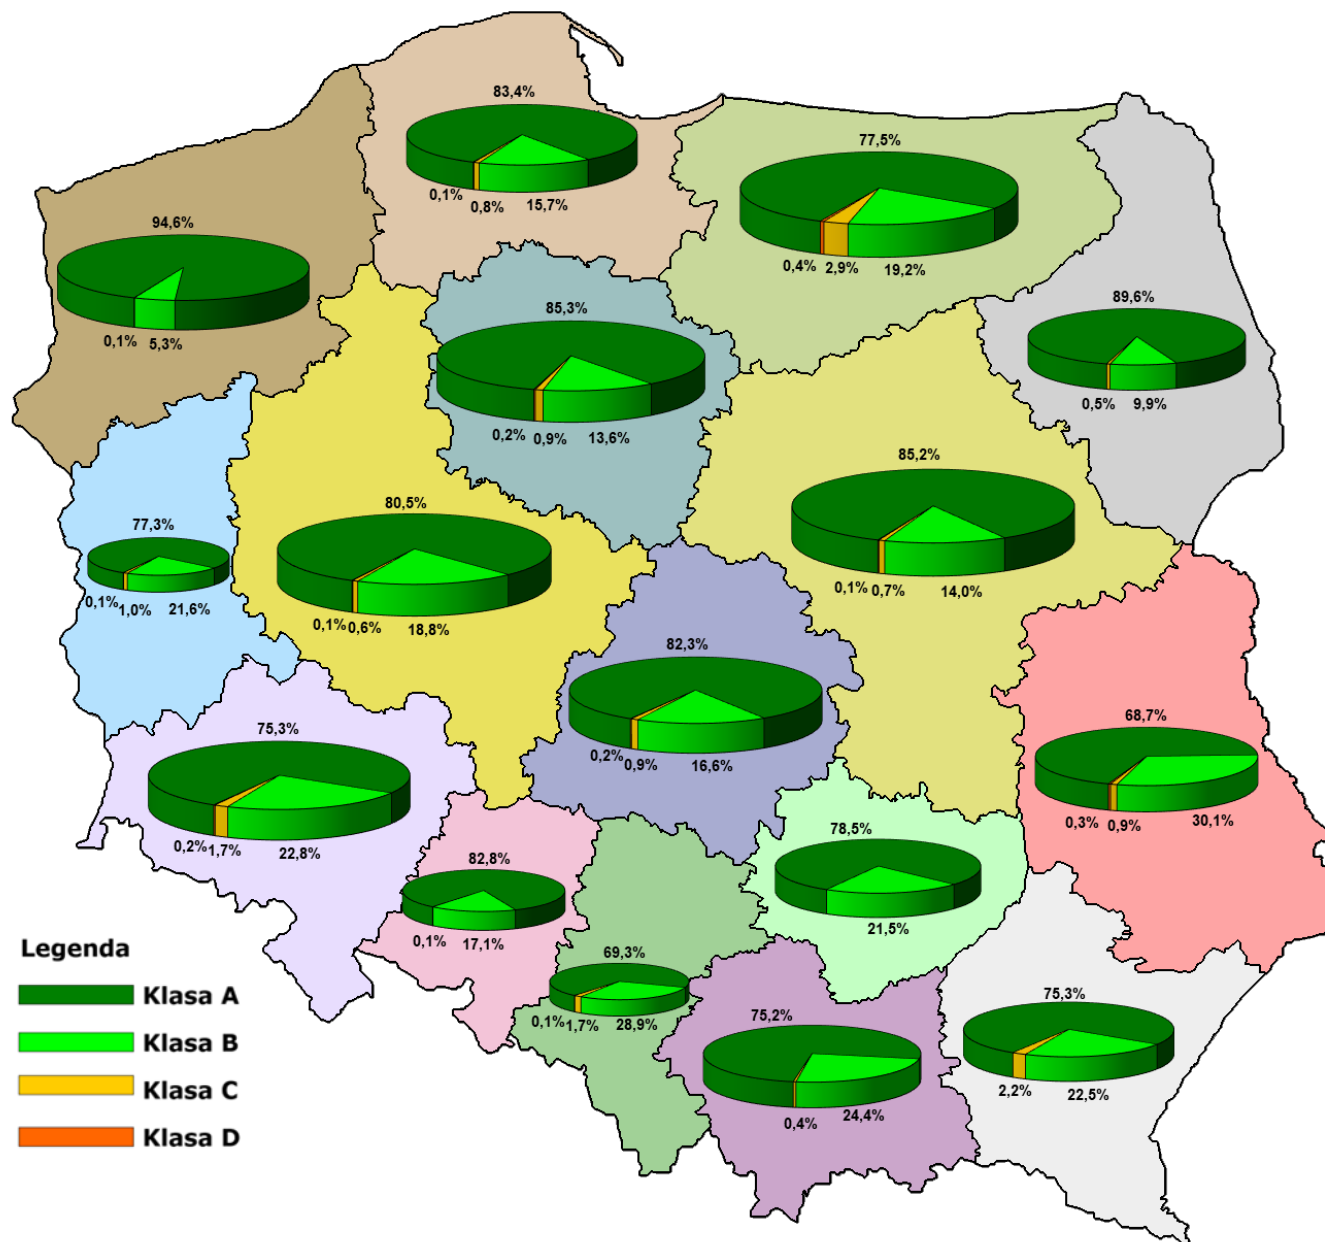 83,4%
0,1% 0,8% 15,7%
77,5%
0,4% 2,9% 19,2%
94,6%
0,1% 5,3%
85,3%
0,2% 0,9% 13,6%
89,6%
0,5% 9,9%
85,2%
0,1% 0,7% 14,0%
77,3%
0,1% 1,0% 21,6%
80,5%
0,1% 0,6% 18,8%
82,3%
0,2% 0,9% 16,6%
75,3%
0,2% 1,7% 22,8%
68,7%
0,3% 0,9% 30,1%
78,5%
21,5%
82,8%
0,1% 17,1%
69,3%
0,1% 1,7% 28,9%
75,2%
0,4% 24,4%
75,3%
2,2% 22,5%
Legenda
Klasa A
Klasa B
Klasa C
Klasa D